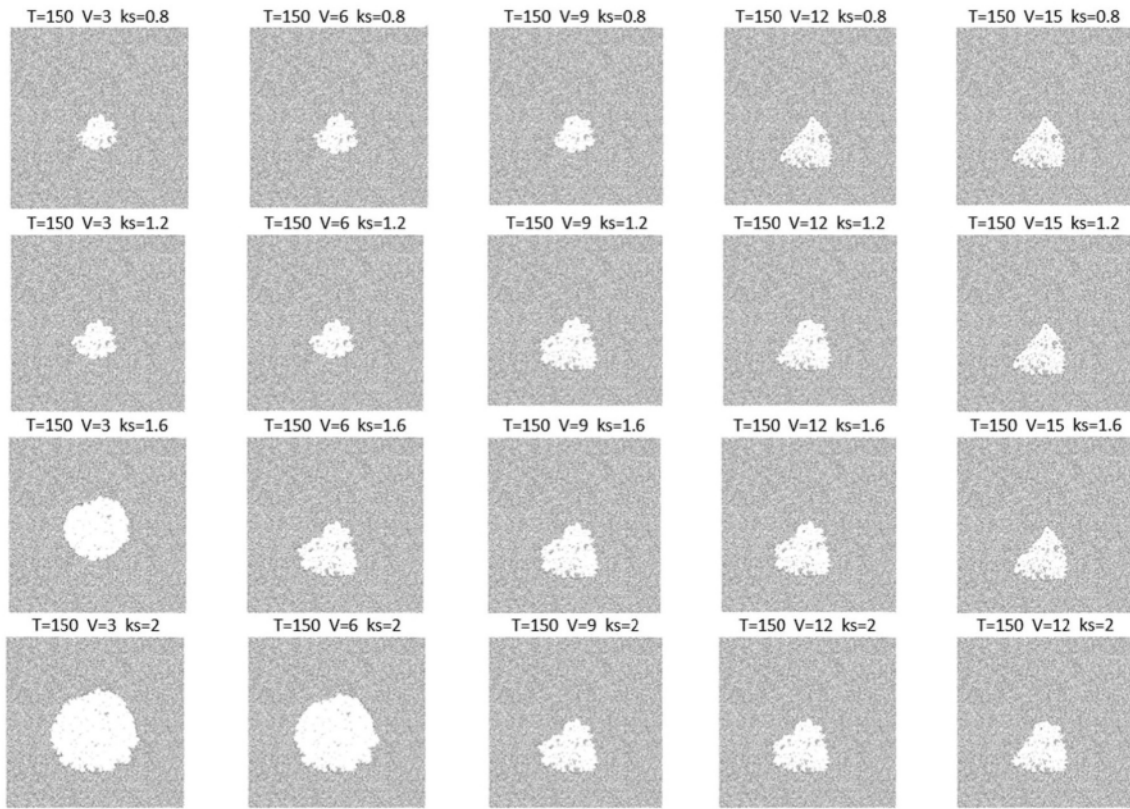 T=150 V=3 ks=0.8 T=150 V=6 ks=0.8 T=150 V=9 ks=0.8 T=150 V=12 ks=0.8 T=150 V=15 ks=0.8
T=150 V=3 ks=1.2 T=150 V=6 ks=1.2 T=150 V=9 ks=1.2 T=150 V=12 ks=1.2 T=150 V=15 ks=1.2
T=150 V=3 ks=1.6 T=150 V=6 ks=1.6 T=150 V=9 ks=1.6 T=150 V=12 ks=1.6 T=150 V=15 ks=1.6
T=150 V=3 ks=2 T=150 V=6 ks=2 T=150 V=9 ks=2 T=150 V=12 ks=2 T=150 V=12 ks=2